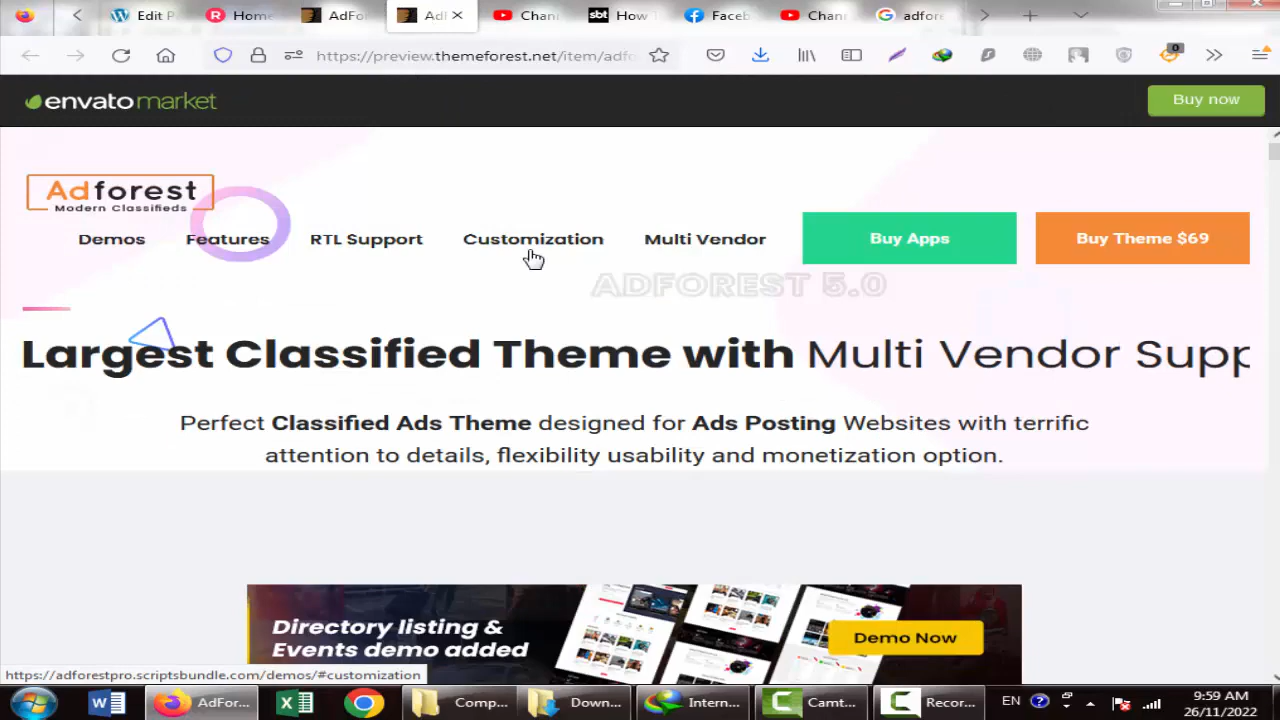 Edit P
Home
AdFo
Ad
Chan
sbt How
Faceb
Chan
adfore
https://preview.themeforest.net/item/adfo
0
envato market
Buy now
Adforest
Modern Classifieds
Demos
Features
RTL Support
Customization
Multi Vendor
Buy Apps
Buy Theme $69
ADFOREST 5.0
Largest Classified Theme with Multi Vendor Supp
Perfect Classified Ads Theme designed for Ads Posting Websites with terrific
attention to details, flexibility usability and monetization option.
Directory listing &
Events demo added
Demo Now
https://adforestpro.scriptsbundle.com/demos/#customization
AdFor...
Comp...
Down...
Intern...
Camt...
Recor...
EN
9:59 AM
26/11/2022